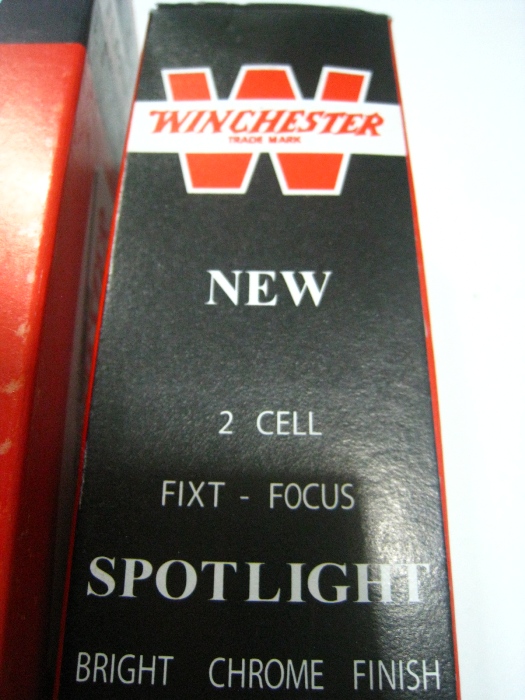 WINCHESTER
TRADE MARK
NEW
2 CELL
FIXT - FOCUS
SPOTLIGHT
BRIGHT CHROME FINISH